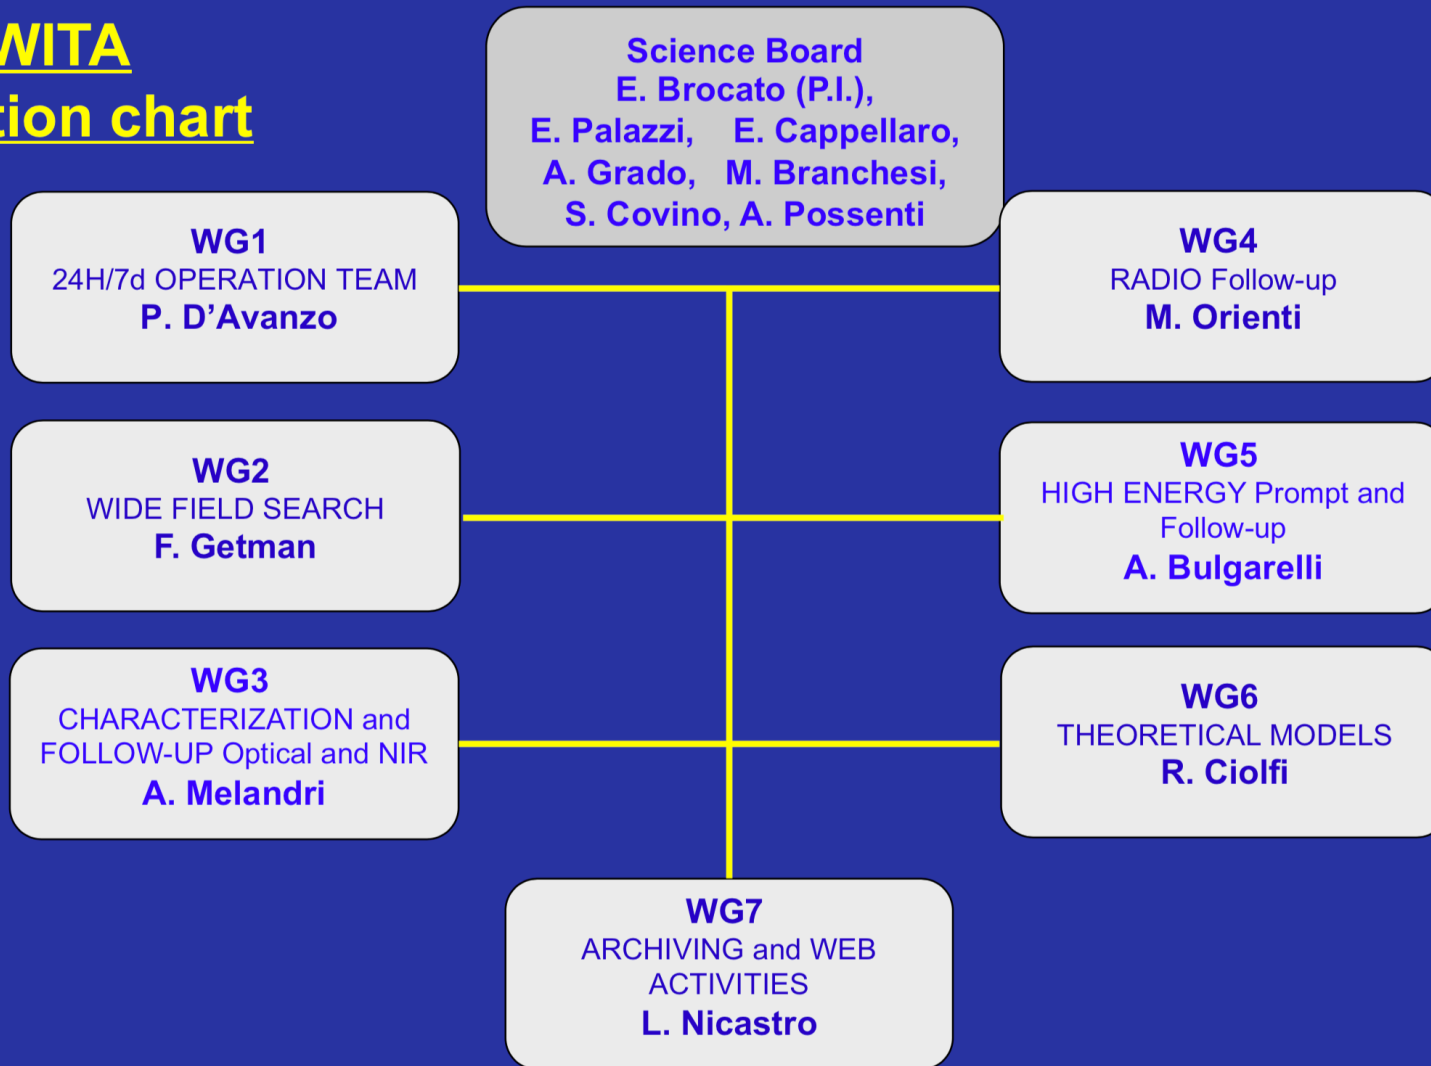 WITA
tion chart
Science Board
E. Brocato (P.I.),
E. Palazzi, E. Cappellaro,
A. Grado, M. Branchesi,
S. Covino, A. Possenti
WG1
24H/7d OPERATION TEAM
P. D’Avanzo
WG4
RADIO Follow-up
M. Orienti
WG2
WIDE FIELD SEARCH
F. Getman
WG5
HIGH ENERGY Prompt and
Follow-up
A. Bulgarelli
WG3
CHARACTERIZATION and
FOLLOW-UP Optical and NIR
A. Melandri
WG6
THEORETICAL MODELS
R. Ciolfi
WG7
ARCHIVING and WEB
ACTIVITIES
L. Nicastro